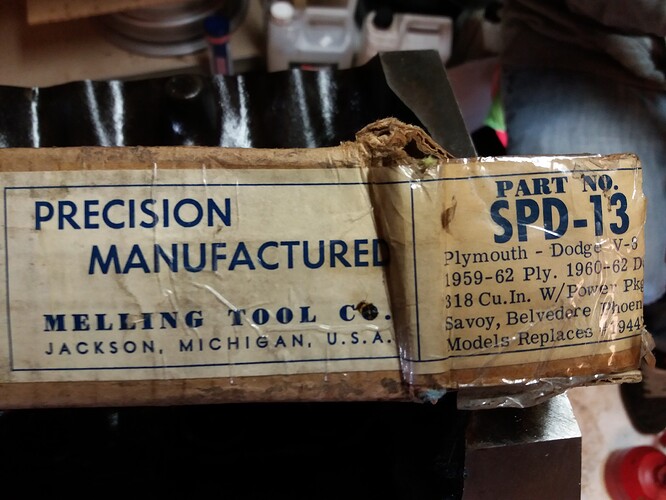 PRECISION
MANUFACTURED
MELLING TOOL CO.
JACKSON, MICHIGAN, U.S.A.
PART NO.
SPD-13
Plymouth - Dodge V-8
1959-62 Ply. 1960-62
318 Cu. In. W/Power Pkg
Savoy, Belvedere
Models Replaces